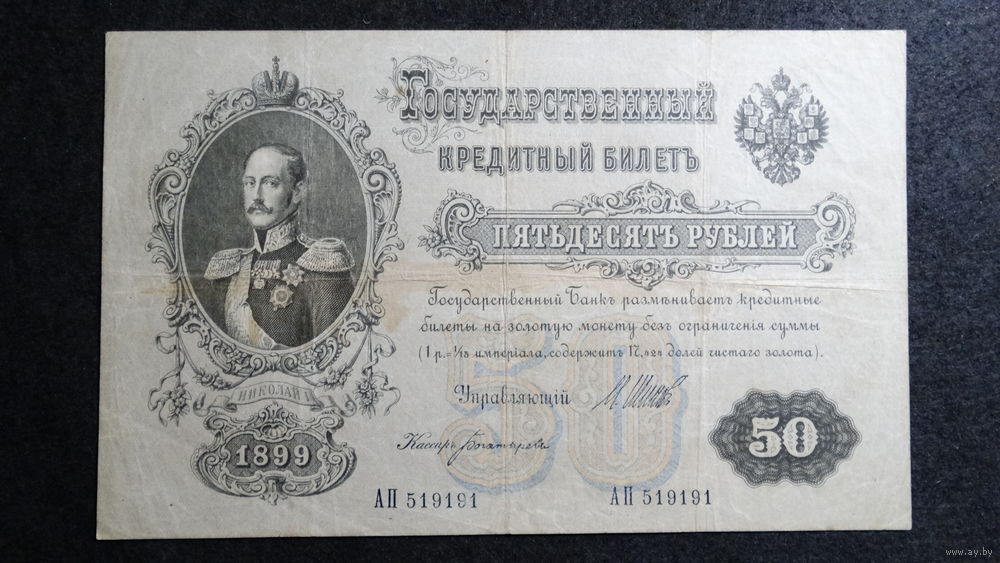 Государственный
кредитный билетъ
пятьдесятъ рублей
Государственный Банкъ размѣниваетъ кредитные
билеты на золотую монету безъ ограниченія суммы
(1 р.= 1/15 имперіала, содержитъ 17,424 долей чистаго золота).
Управляющій
Кассиръ Богатыревъ
НИКОЛАЙ I
1899
50
50
АП 519191
АП 519191
www.ay.by